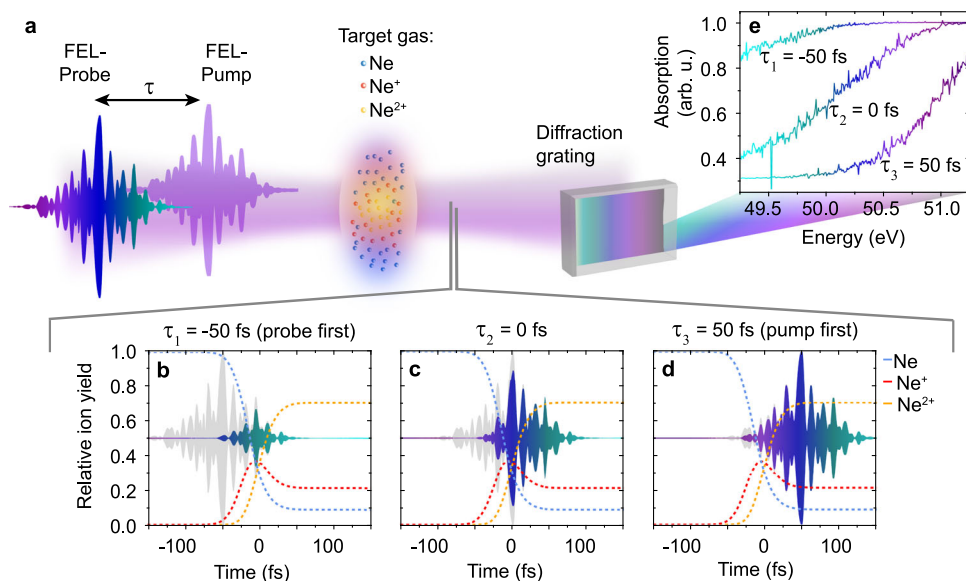 a
FEL-
Probe
FEL-
Pump
τ
Target gas:
Ne
Ne⁺
Ne²⁺
Diffraction
grating
e
Absorption
(arb. u.)
1.0
0.8
0.6
0.4
τ₁ = -50 fs
τ₂ = 0 fs
τ₃ = 50 fs
49.5 50.0 50.5 51.0
Energy (eV)
τ₁ = -50 fs (probe first)
τ₂ = 0 fs
τ₃ = 50 fs (pump first)
b
c
d
Relative ion yield
1.0
0.8
0.6
0.4
0.2
0.0
-100 0 100
-100 0 100
-100 0 100
Time (fs)
Time (fs)
Time (fs)
Ne
Ne⁺
Ne²⁺